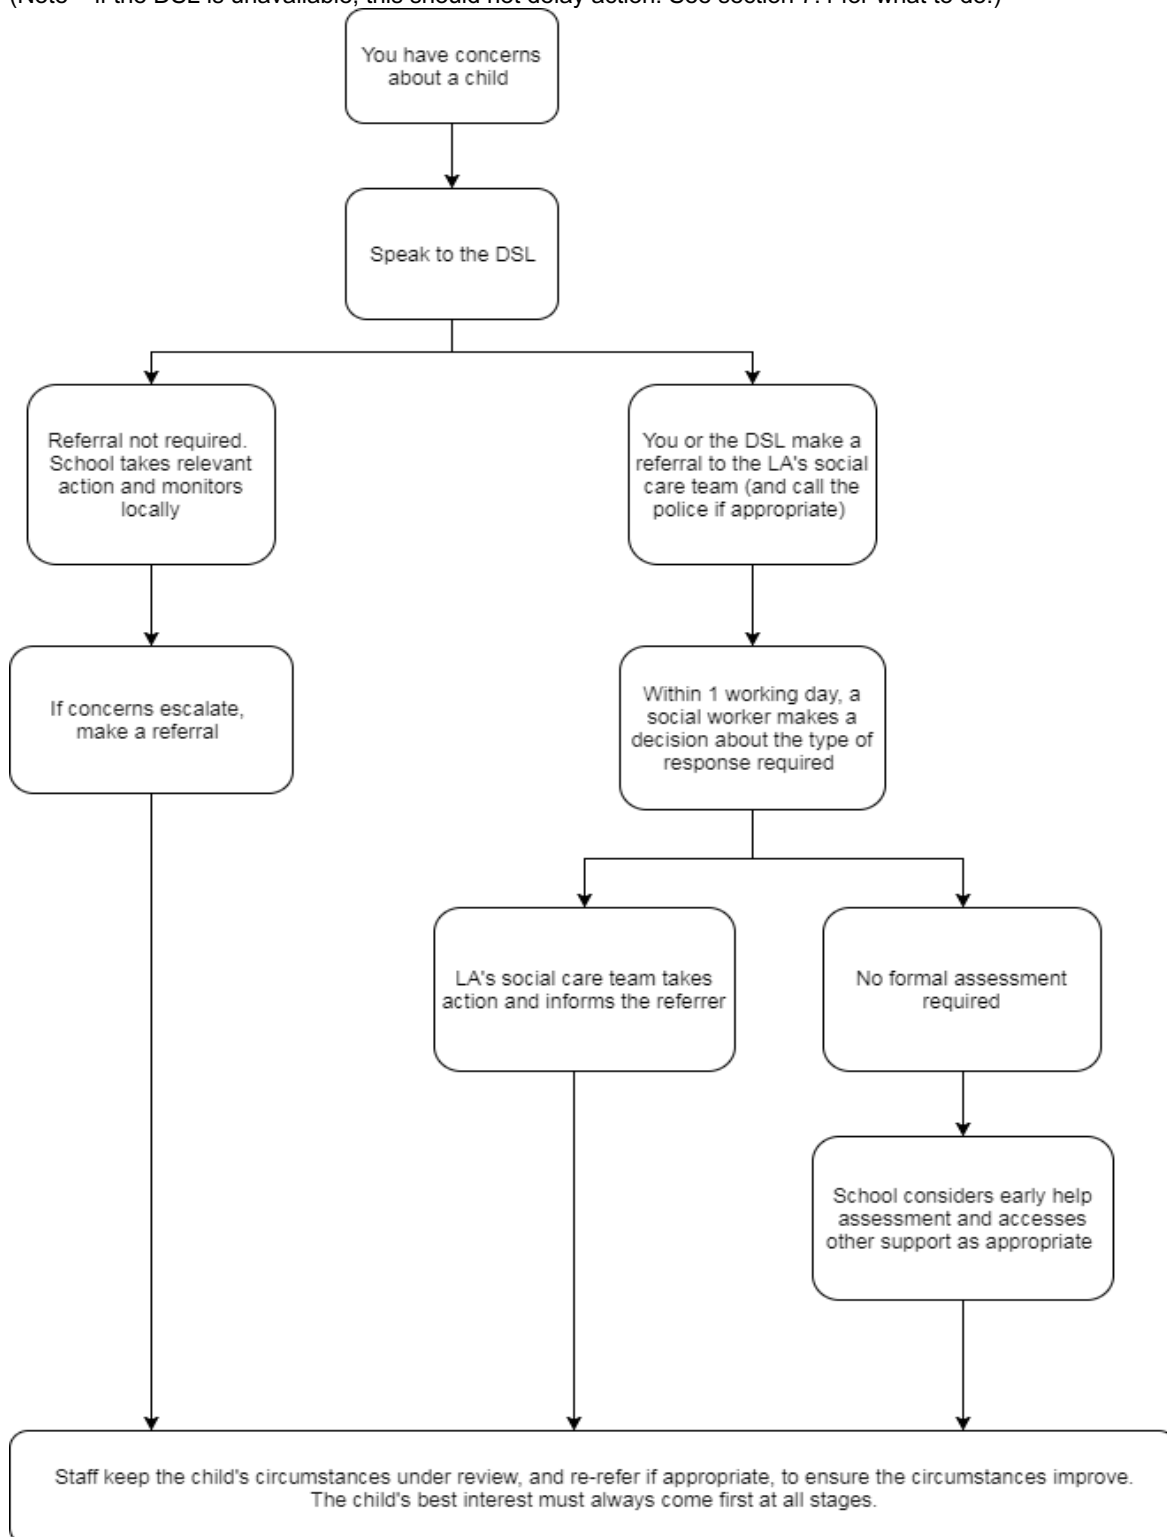 (Note – if the DSL is unavailable, this should not delay action. See section 7.4 for what to do.)
You have concerns
about a child
Speak to the DSL
Referral not required.
School takes relevant
action and monitors
locally
You or the DSL make a
referral to the LA's social
care team (and call the
police if appropriate)
If concerns escalate,
make a referral
Within 1 working day, a
social worker makes a
decision about the type of
response required
LA's social care team takes
action and informs the referrer
No formal assessment
required
School considers early help
assessment and accesses
other support as appropriate
Staff keep the child's circumstances under review, and re-refer if appropriate, to ensure the circumstances improve.
The child's best interest must always come first at all stages.